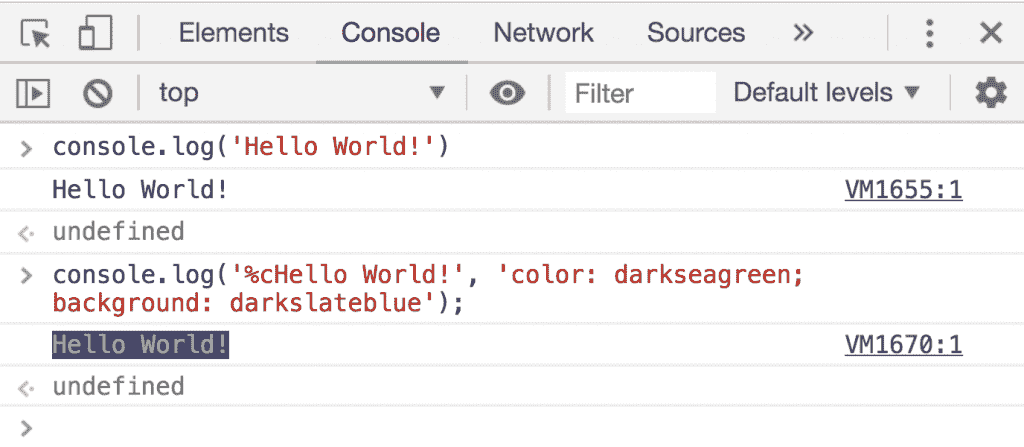 Elements Console Network Sources »
top ▼ Filter Default levels ▼
> console.log('Hello World!')
Hello World! VM1655:1
<· undefined
> console.log('%cHello World!', 'color: darkseagreen;
background: darkslateblue');
Hello World! VM1670:1
<· undefined
>